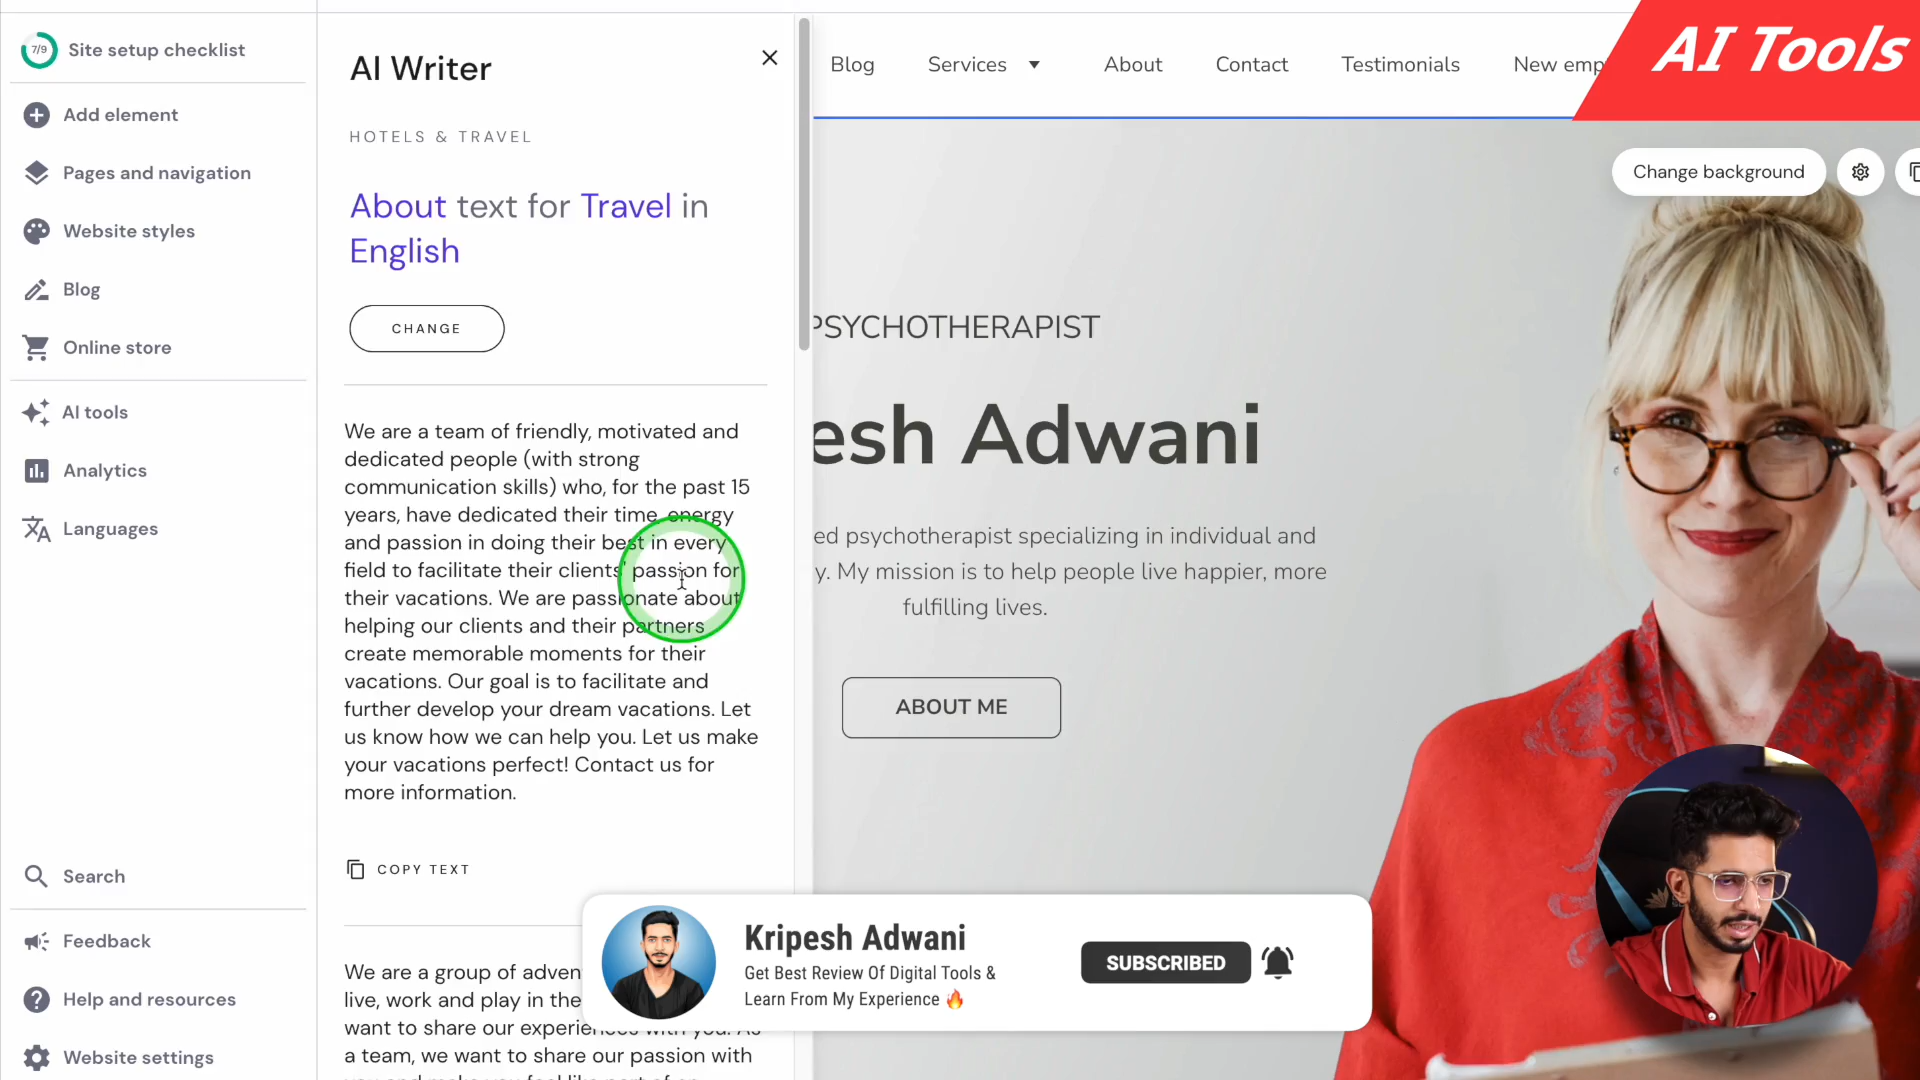 7/9 Site setup checklist
Add element
Pages and navigation
Website styles
Blog
Online store
AI tools
Analytics
Languages
Search
Feedback
Help and resources
Website settings
AI Writer
HOTELS & TRAVEL
About text for Travel in
English
CHANGE
We are a team of friendly, motivated and
dedicated people (with strong
communication skills) who, for the past 15
years, have dedicated their time, energy
and passion in doing their best in every
field to facilitate their clients' passion for
their vacations. We are passionate about
helping our clients and their partners
create memorable moments for their
vacations. Our goal is to facilitate and
further develop your dream vacations. Let
us know how we can help you. Let us make
your vacations perfect! Contact us for
more information.
COPY TEXT
We are a group of adven
live, work and play in the
want to share our experiences with you. As
a team, we want to share our passion with
Blog
Services
About
Contact
Testimonials
New emp
AI Tools
Change background
PSYCHOTHERAPIST
esh Adwani
ed psychotherapist specializing in individual and
y. My mission is to help people live happier, more
fulfilling lives.
ABOUT ME
Kripesh Adwani
Get Best Review Of Digital Tools &
Learn From My Experience 🔥
SUBSCRIBED